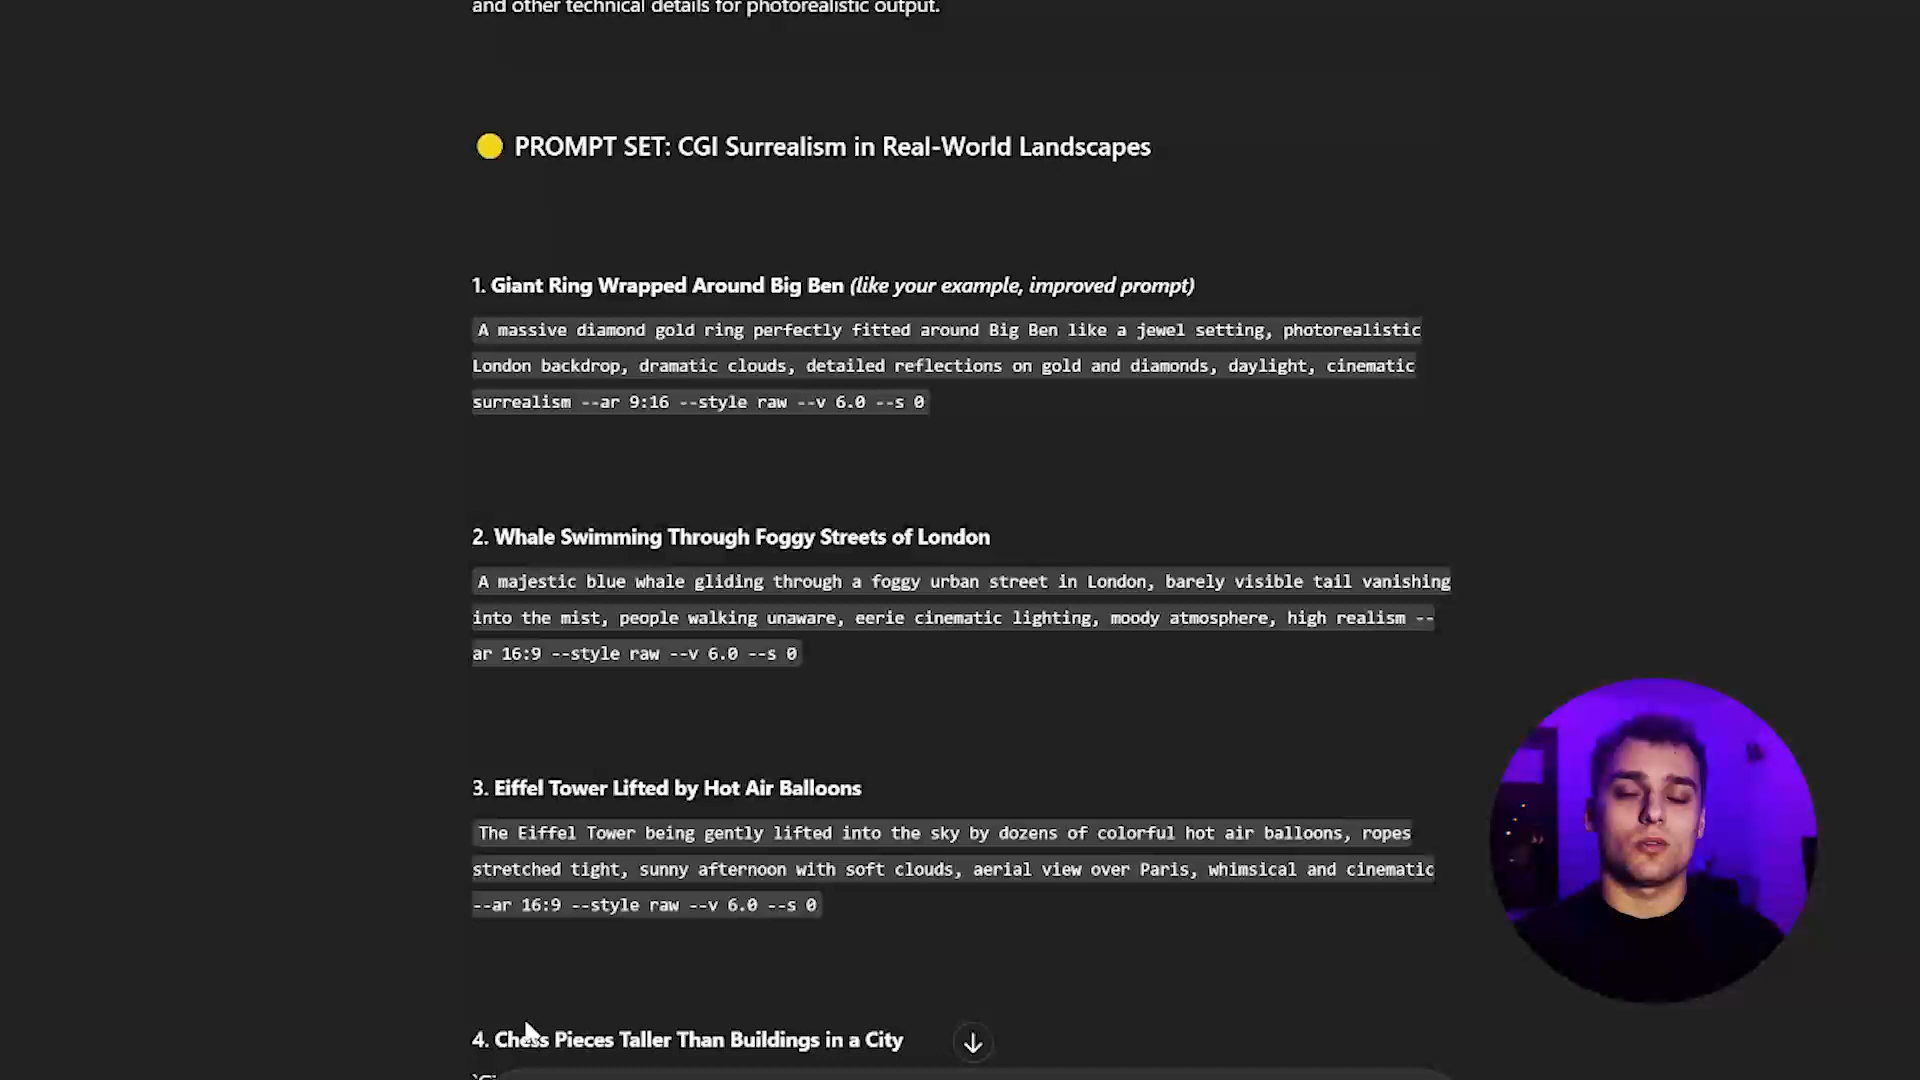 and other technical details for photorealistic output.
PROMPT SET: CGI Surrealism in Real-World Landscapes
1. Giant Ring Wrapped Around Big Ben (like your example, improved prompt)
A massive diamond gold ring perfectly fitted around Big Ben like a jewel setting, photorealistic
London backdrop, dramatic clouds, detailed reflections on gold and diamonds, daylight, cinematic
surrealism --ar 9:16 --style raw --v 6.0 --s 0
2. Whale Swimming Through Foggy Streets of London
A majestic blue whale gliding through a foggy urban street in London, barely visible tail vanishing
into the mist, people walking unaware, eerie cinematic lighting, moody atmosphere, high realism --
ar 16:9 --style raw --v 6.0 --s 0
3. Eiffel Tower Lifted by Hot Air Balloons
The Eiffel Tower being gently lifted into the sky by dozens of colorful hot air balloons, ropes
stretched tight, sunny afternoon with soft clouds, aerial view over Paris, whimsical and cinematic
--ar 16:9 --style raw --v 6.0 --s 0
4. Chess Pieces Taller Than Buildings in a City